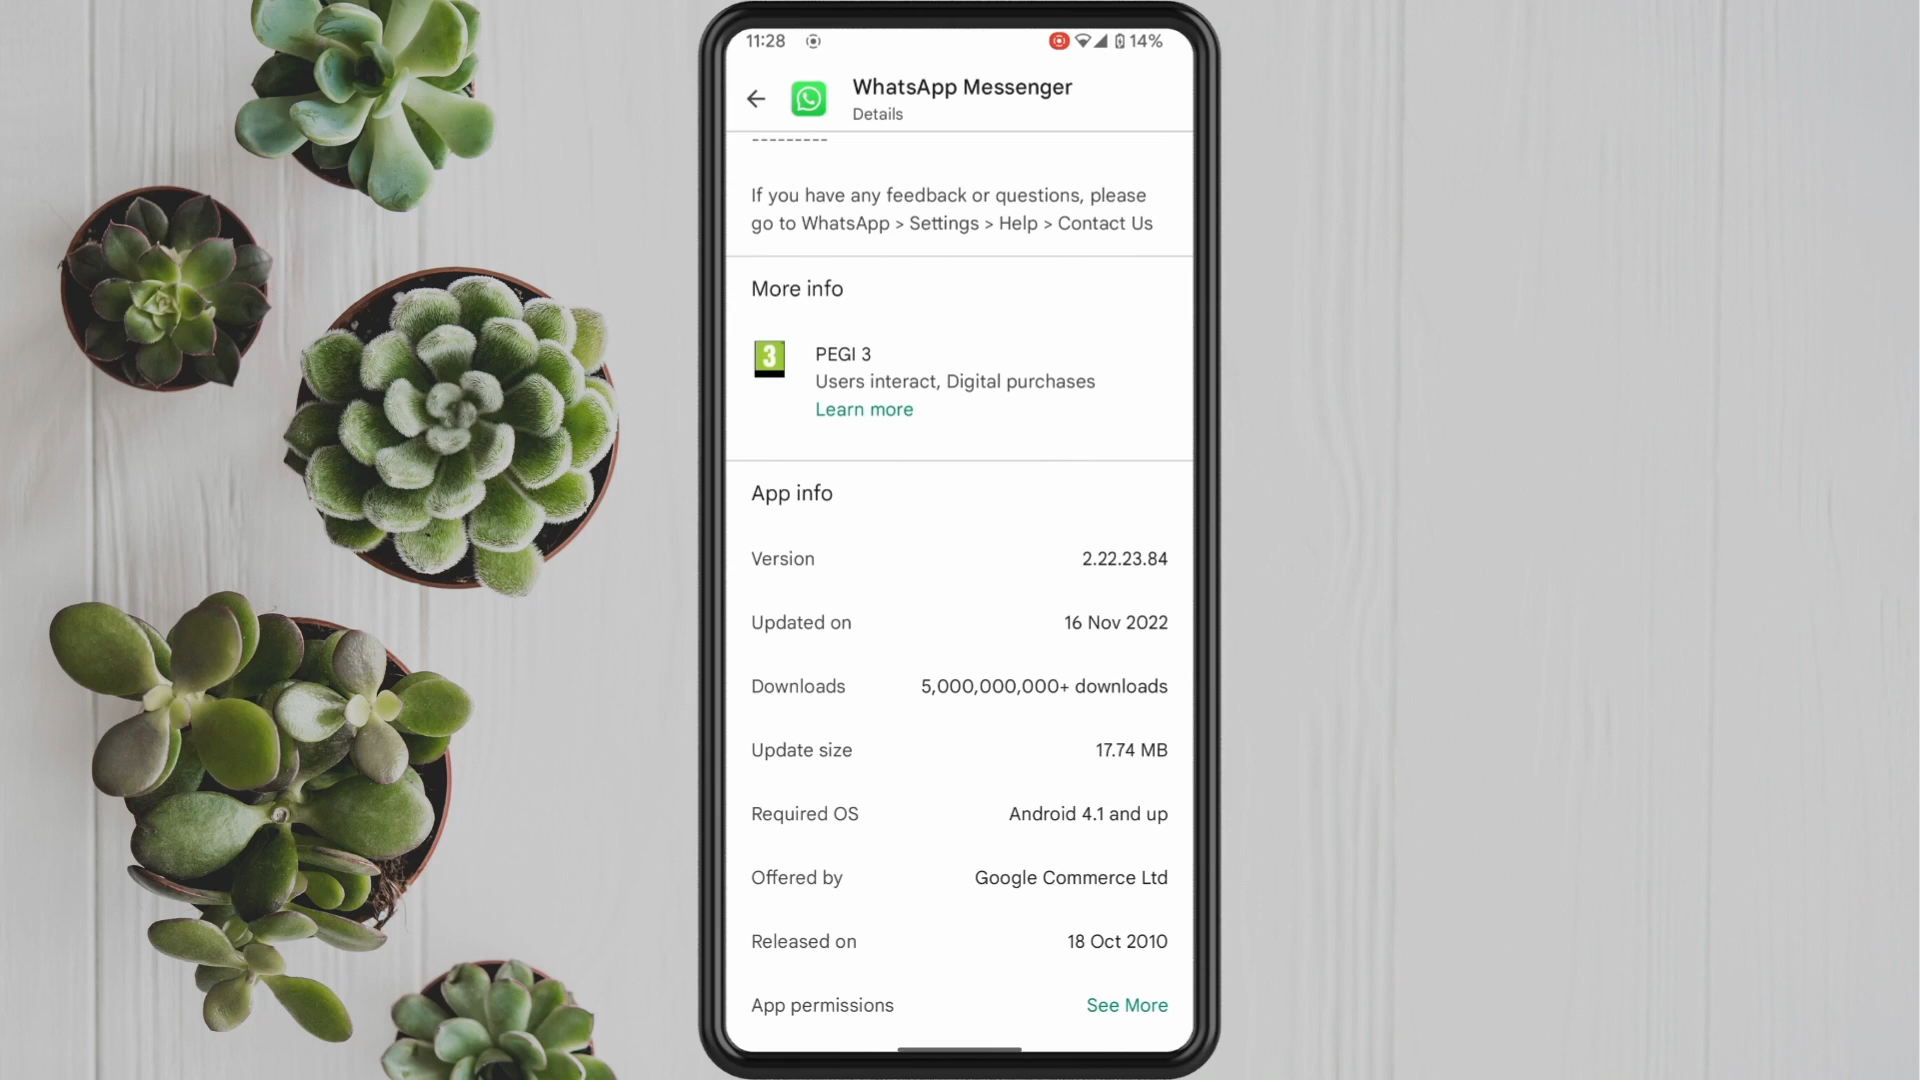 11:28 14%
WhatsApp Messenger
Details
---------
If you have any feedback or questions, please
go to WhatsApp > Settings > Help > Contact Us
More info
3 PEGI 3
Users interact, Digital purchases
Learn more
App info
Version 2.22.23.84
Updated on 16 Nov 2022
Downloads 5,000,000,000+ downloads
Update size 17.74 MB
Required OS Android 4.1 and up
Offered by Google Commerce Ltd
Released on 18 Oct 2010
App permissions See More